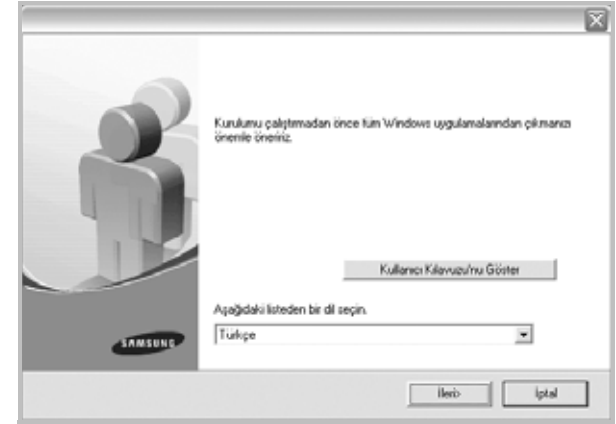 Kurulumu çalıştırmadan önce tüm Windows uygulamalarından çıkmanızı
önemle öneririz.
Kullanıcı Kılavuzu'nu Göster
Aşağıdaki listeden bir dil seçin.
Türkçe
SAMSUNG
İleri>
İptal